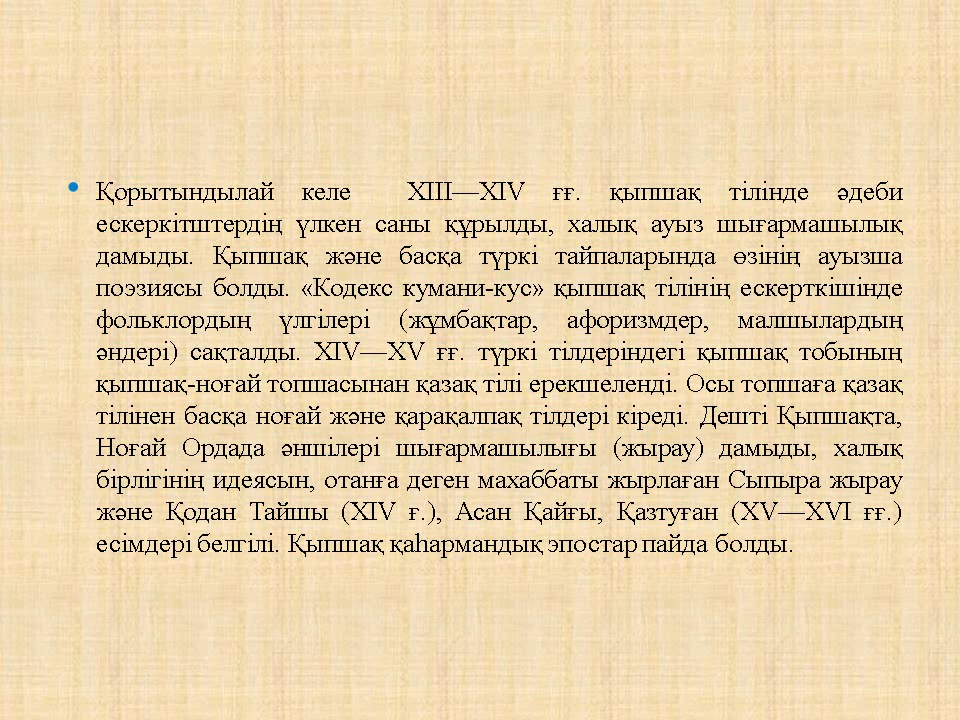 • Қорытындылай келе XIII—XIV ғғ. қыпшақ тілінде әдеби
ескеркітштердің үлкен саны құрылды, халық ауыз шығармашылық
дамыды. Қыпшақ және басқа түркі тайпаларында өзінің ауызша
поэзиясы болды. «Кодекс кумани-кус» қыпшақ тілінің ескерткішінде
фольклордың үлгілері (жұмбақтар, афоризмдер, малшылардың
әндері) сақталды. XIV—XV ғғ. түркі тілдеріндегі қыпшақ тобының
қыпшақ-ноғай топшасынан қазақ тілі ерекшеленді. Осы топшаға қазақ
тілінен басқа ноғай және қарақалпақ тілдері кіреді. Дешті Қыпшақта,
Ноғай Ордада әншілері шығармашылығы (жырау) дамыды, халық
бірлігінің идеясын, отанға деген махаббаты жырлаған Сыпыра жырау
және Қодан Тайшы (XIV ғ.), Асан Қайғы, Қазтуған (XV—XVI ғғ.)
есімдері белгілі. Қыпшақ қаһармандық эпостар пайда болды.